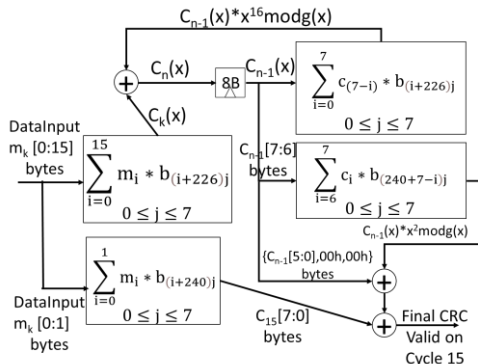 C_{n-1}(x)*x^{16}modg(x)
C_n(x)
8B
C_{n-1}(x)
7
∑ c_{(7−i)} * b_{(i+226)j}
i=0
0 ≤ j ≤ 7
C_k(x)
DataInput
m_k [0:15]
bytes
15
∑ m_i * b_{(i+226)j}
i=0
0 ≤ j ≤ 7
C_{n-1}[7:6]
bytes
7
∑ c_i * b_{(240+7−i)j}
i=6
0 ≤ j ≤ 7
C_{n-1}(x)*x^2modg(x)
{C_{n-1}[5:0],00h,00h}
bytes
1
∑ m_i * b_{(i+240)j}
i=0
0 ≤ j ≤ 7
DataInput
m_k [0:1]
bytes
C_{15}[7:0]
bytes
Final CRC
Valid on
Cycle 15